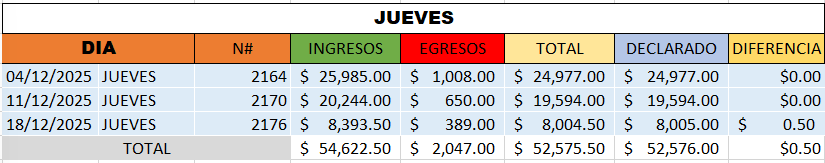 JUEVES
DIA N# INGRESOS EGRESOS TOTAL DECLARADO DIFERENCIA
04/12/2025 JUEVES 2164 $ 25,985.00 $ 1,008.00 $ 24,977.00 $ 24,977.00 $0.00
11/12/2025 JUEVES 2170 $ 20,244.00 $ 650.00 $ 19,594.00 $ 19,594.00 $0.00
18/12/2025 JUEVES 2176 $ 8,393.50 $ 389.00 $ 8,004.50 $ 8,005.00 $ 0.50
TOTAL $ 54,622.50 $ 2,047.00 $ 52,575.50 $ 52,576.00 $0.50